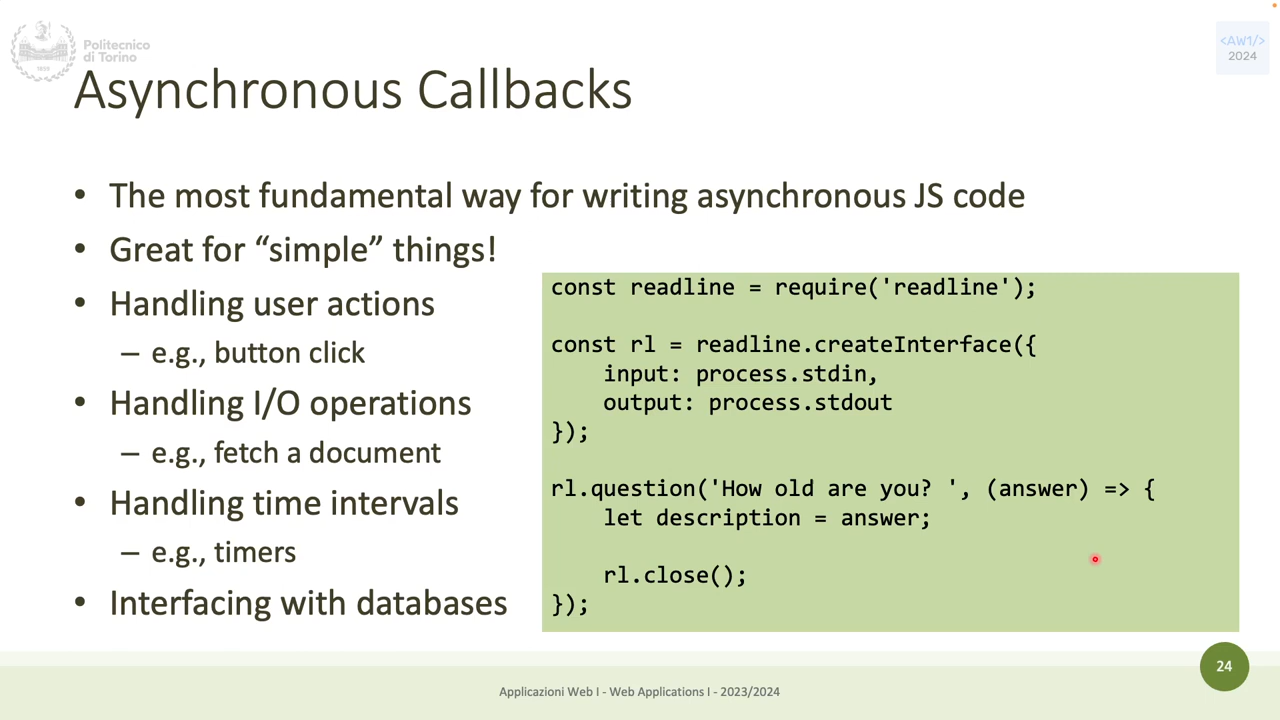 Politecnico
di Torino
1859
<AW1/>
2024
Asynchronous Callbacks
• The most fundamental way for writing asynchronous JS code
• Great for “simple” things!
• Handling user actions
– e.g., button click
• Handling I/O operations
– e.g., fetch a document
• Handling time intervals
– e.g., timers
• Interfacing with databases
const readline = require('readline');
const rl = readline.createInterface({
input: process.stdin,
output: process.stdout
});
rl.question('How old are you? ', (answer) => {
let description = answer;
rl.close();
});
24
Applicazioni Web I - Web Applications I - 2023/2024